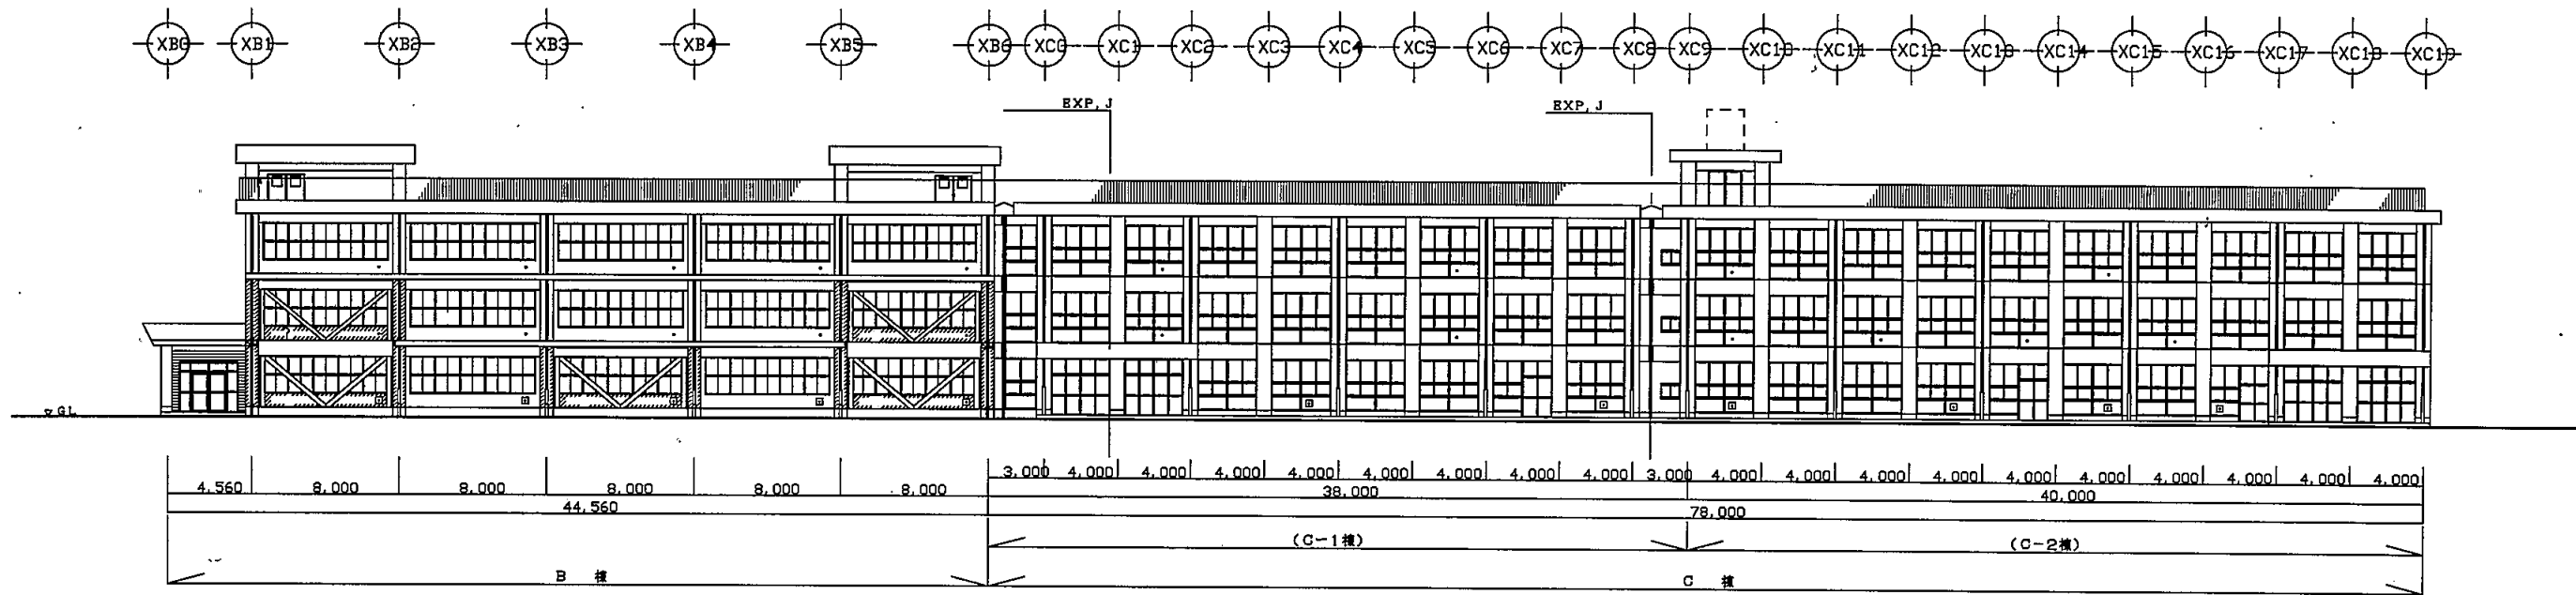 XB0 XB1 XB2 XB3 XB4 XB5 XB6 XC0 XC1 XC2 XC3 XC4 XC5 XC6 XC7 XC8 XC9 XC10 XC11 XC12 XC13 XC14 XC15 XC16 XC17 XC18 XC19
EXP,J EXP,J
▽GL
3,000 4,000 4,000 4,000 4,000 4,000 4,000 4,000 4,000 3,000 4,000 4,000 4,000 4,000 4,000 4,000 4,000 4,000 4,000 4,000
4,560 8,000 8,000 8,000 8,000 8,000 38,000 40,000
44,560 78,000
(C-1棟) (C-2棟)
B 棟 C 棟